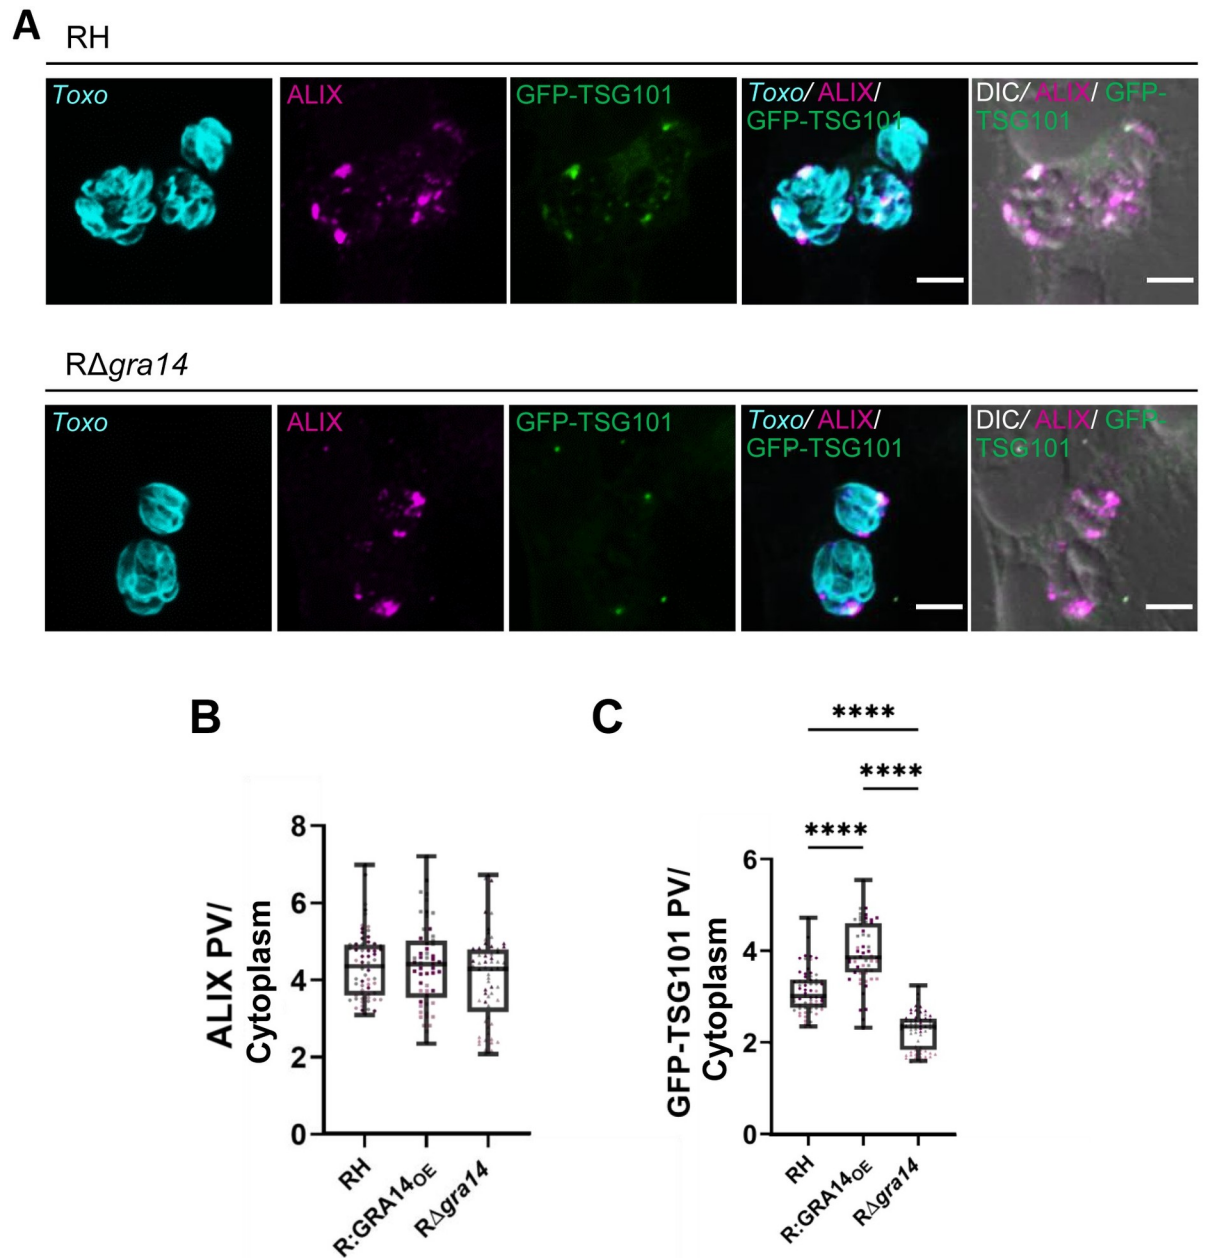 A
RH
Toxo
ALIX
GFP-TSG101
Toxo/ ALIX/
GFP-TSG101
DIC/ ALIX/ GFP-
TSG101
RΔgra14
Toxo
ALIX
GFP-TSG101
Toxo/ ALIX/
GFP-TSG101
DIC/ ALIX/ GFP-
TSG101
B
ALIX PV/
Cytoplasm
8
6
4
2
0
RH
R:GRA14OE
RΔgra14
C
****
****
****
GFP-TSG101 PV/
Cytoplasm
6
4
2
0
RH
R:GRA14OE
RΔgra14